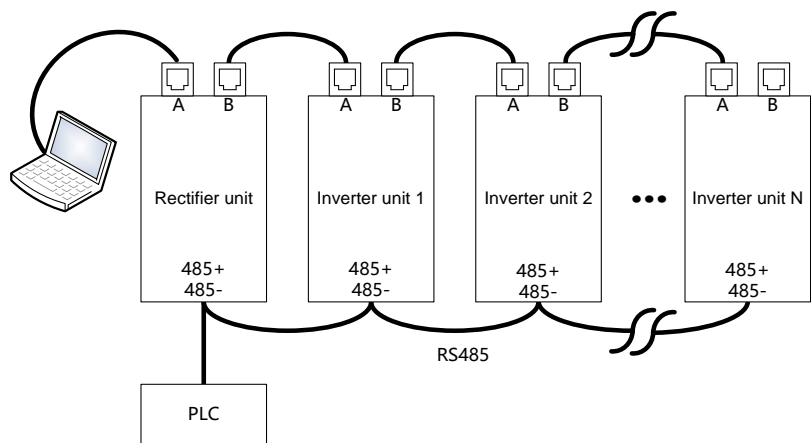 A B A B A B A B
Rectifier unit Inverter unit 1 Inverter unit 2 ••• Inverter unit N
485+ 485+ 485+ 485+
485- 485- 485- 485-
RS485
PLC